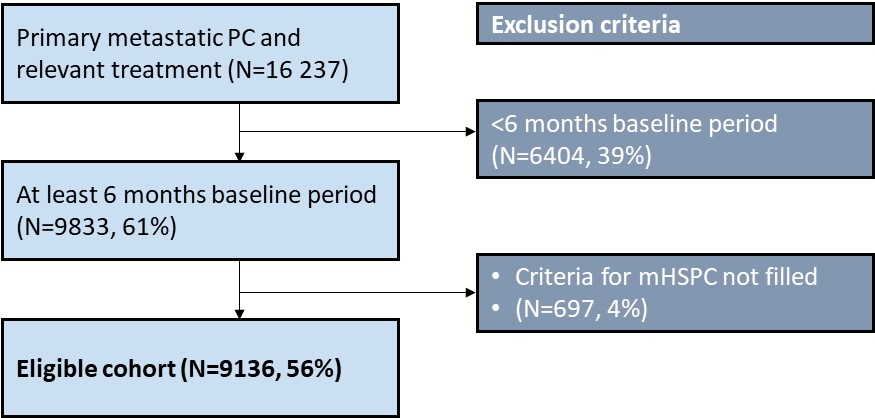 Primary metastatic PC and
relevant treatment (N=16 237)
Exclusion criteria
<6 months baseline period
(N=6404, 39%)
At least 6 months baseline period
(N=9833, 61%)
• Criteria for mHSPC not filled
• (N=697, 4%)
Eligible cohort (N=9136, 56%)